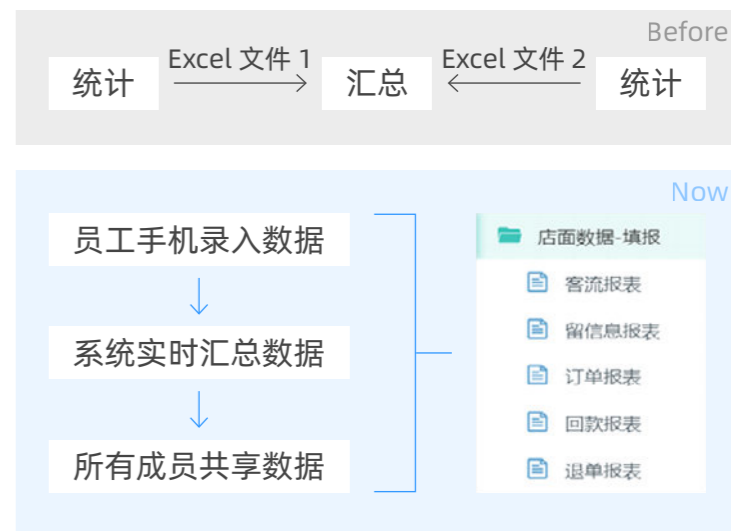 Before
Excel 文件 1
Excel 文件 2
统计
汇总
统计
Now
员工手机录入数据
系统实时汇总数据
所有成员共享数据
店面数据-填报
客流报表
留信息报表
订单报表
回款报表
退单报表